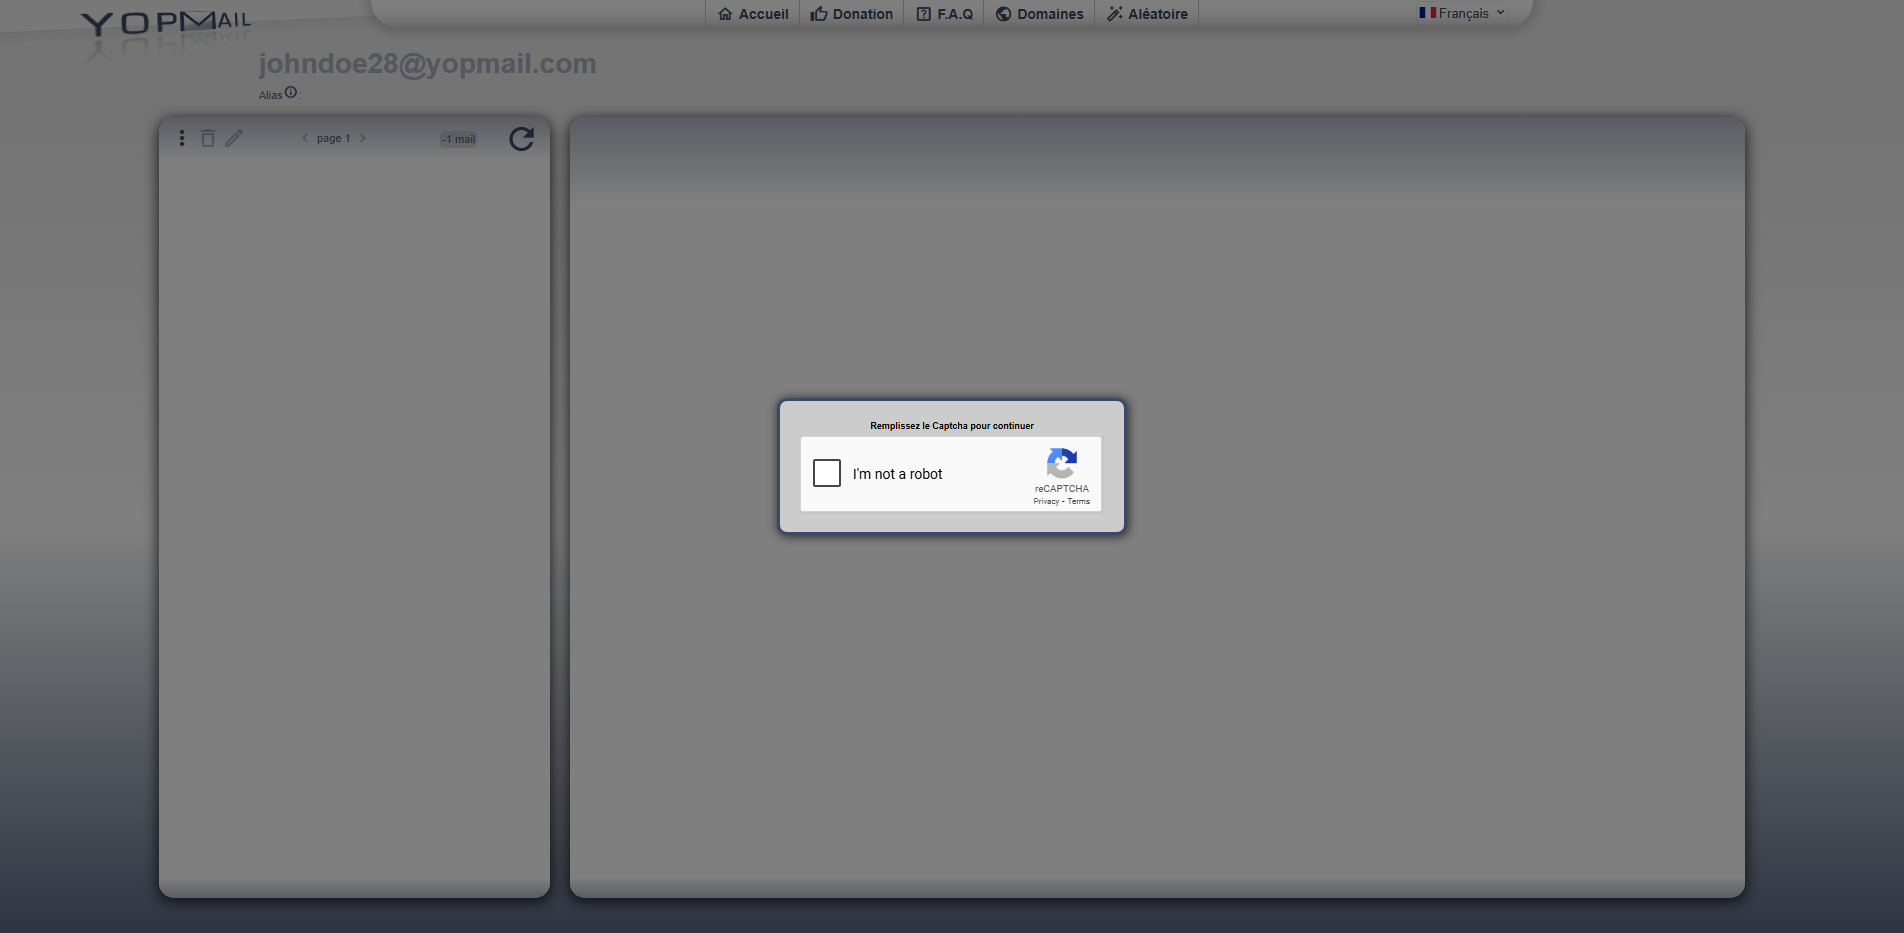 YOPMAIL
Accueil
Donation
F.A.Q
Domaines
Aléatoire
Français
johndoe28@yopmail.com
Alias :
page 1
-1 mail
Remplissez le Captcha pour continuer
I'm not a robot
reCAPTCHA
Privacy - Terms